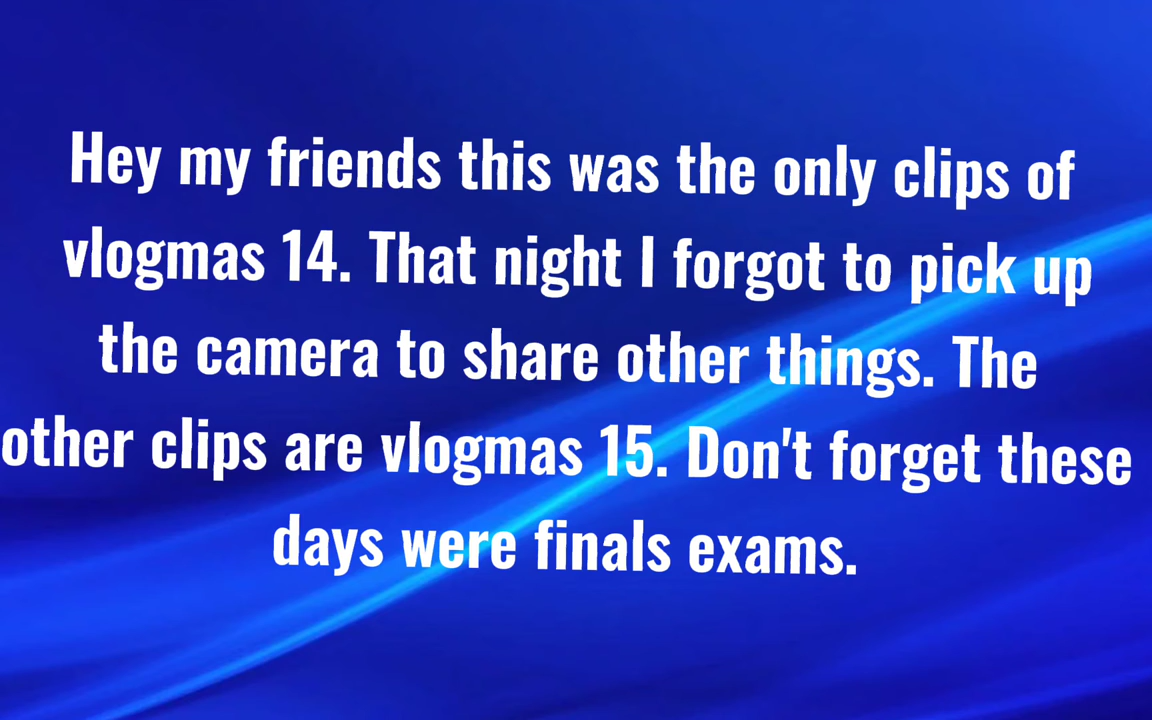 Hey my friends this was the only clips of
vlogmas 14. That night I forgot to pick up
the camera to share other things. The
other clips are vlogmas 15. Don't forget these
days were finals exams.